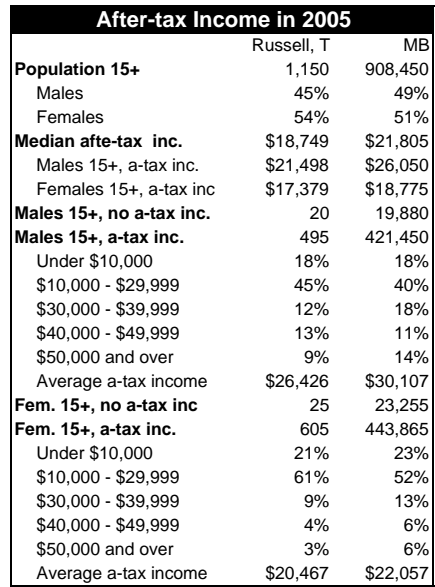 After-tax Income in 2005
Russell, T MB
Population 15+ 1,150 908,450
Males 45% 49%
Females 54% 51%
Median afte-tax inc. $18,749 $21,805
Males 15+, a-tax inc. $21,498 $26,050
Females 15+, a-tax inc $17,379 $18,775
Males 15+, no a-tax inc. 20 19,880
Males 15+, a-tax inc. 495 421,450
Under $10,000 18% 18%
$10,000 - $29,999 45% 40%
$30,000 - $39,999 12% 18%
$40,000 - $49,999 13% 11%
$50,000 and over 9% 14%
Average a-tax income $26,426 $30,107
Fem. 15+, no a-tax inc 25 23,255
Fem. 15+, a-tax inc. 605 443,865
Under $10,000 21% 23%
$10,000 - $29,999 61% 52%
$30,000 - $39,999 9% 13%
$40,000 - $49,999 4% 6%
$50,000 and over 3% 6%
Average a-tax income $20,467 $22,057